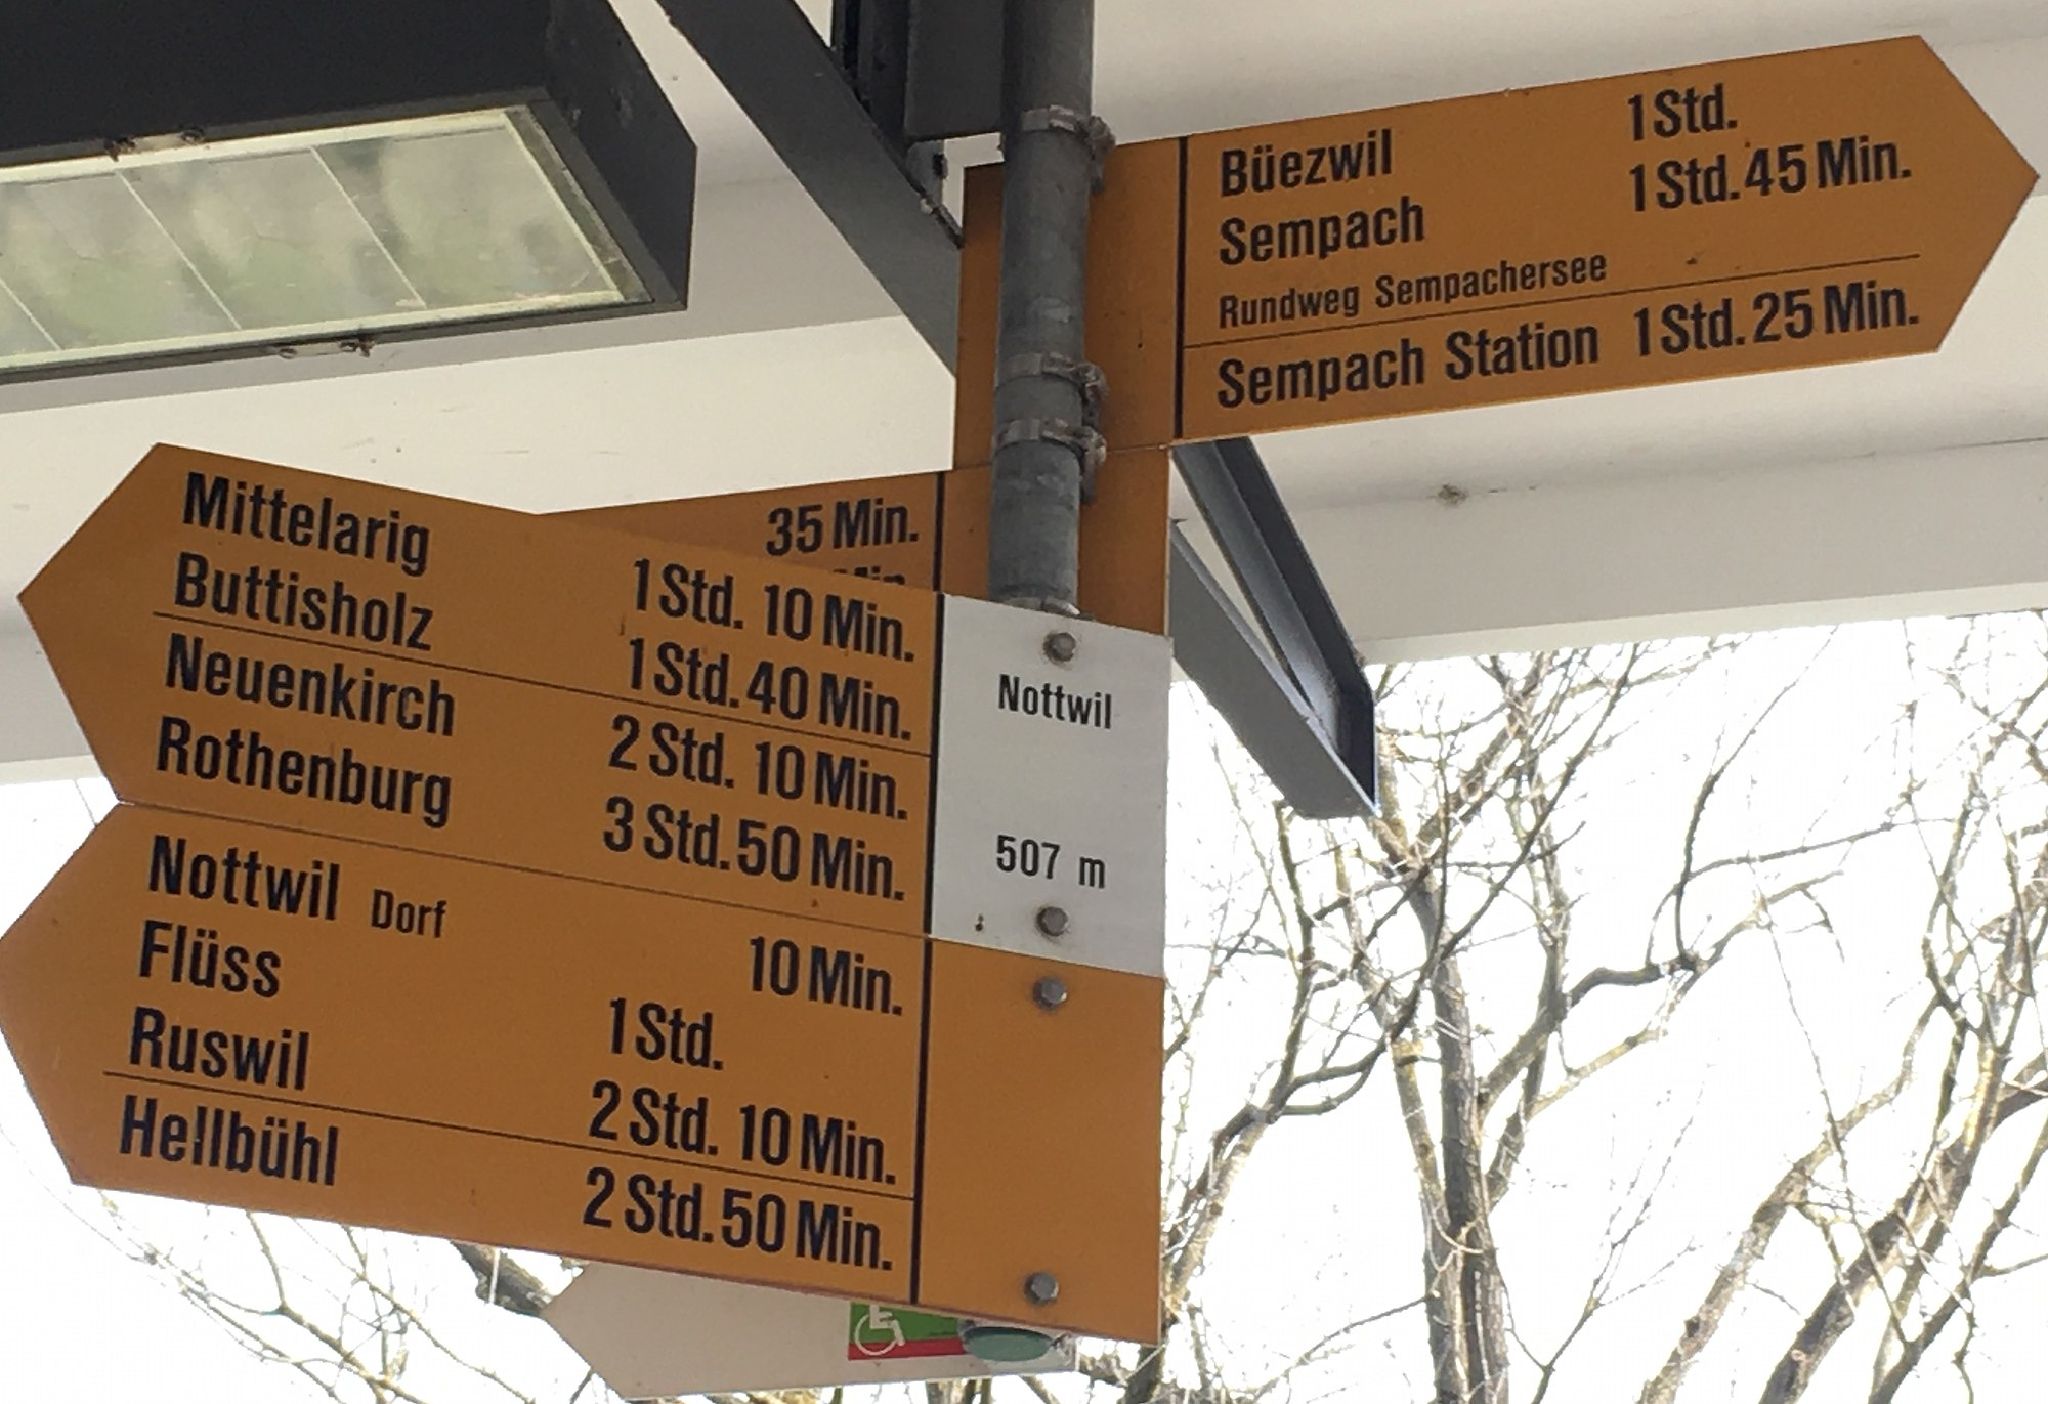 Büezwil 1 Std.
Sempach 1 Std. 45 Min.
Rundweg Sempachersee
Sempach Station 1 Std. 25 Min.
35 Min.
Min.
Mittelarig 1 Std. 10 Min.
Buttisholz 1 Std. 40 Min.
Neuenkirch 2 Std. 10 Min.
Rothenburg 3 Std. 50 Min.
Nottwil
507 m
Nottwil Dorf 10 Min.
Flüss 1 Std.
Ruswil 2 Std. 10 Min.
Hellbühl 2 Std. 50 Min.